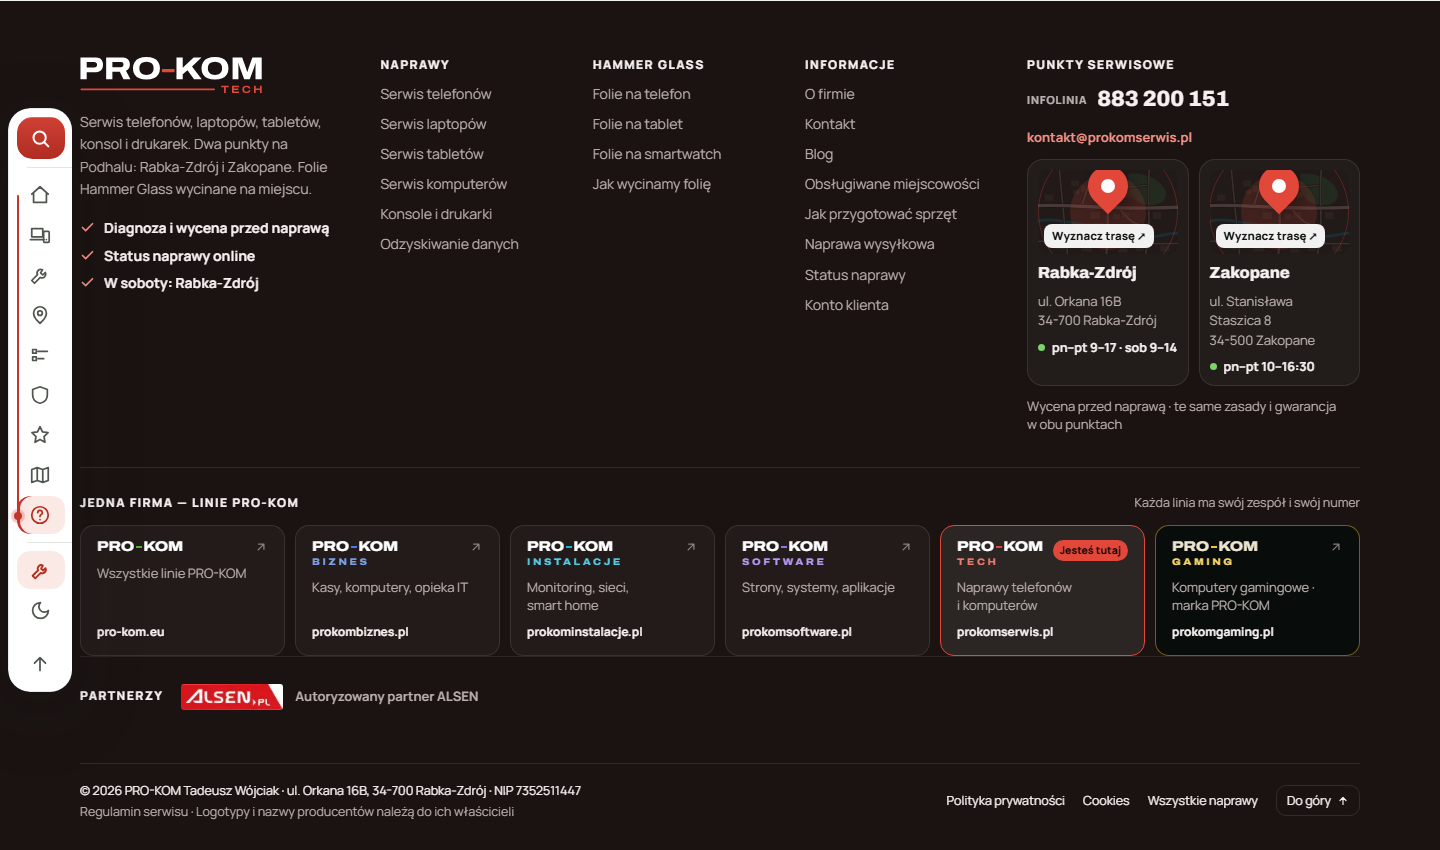 PRO-KOM
TECH
Serwis telefonów, laptopów, tabletów,
konsol i drukarek. Dwa punkty na
Podhalu: Rabka-Zdrój i Zakopane. Folie
Hammer Glass wycinane na miejscu.
Diagnoza i wycena przed naprawą
Status naprawy online
W soboty: Rabka-Zdrój
NAPRAWY
Serwis telefonów
Serwis laptopów
Serwis tabletów
Serwis komputerów
Konsole i drukarki
Odzyskiwanie danych
HAMMER GLASS
Folie na telefon
Folie na tablet
Folie na smartwatch
Jak wycinamy folię
INFORMACJE
O firmie
Kontakt
Blog
Obsługiwane miejscowości
Jak przygotować sprzęt
Naprawa wysyłkowa
Status naprawy
Konto klienta
PUNKTY SERWISOWE
INFOLINIA 883 200 151
kontakt@prokomserwis.pl
Wyznacz trasę ↗
Rabka-Zdrój
ul. Orkana 16B
34-700 Rabka-Zdrój
pn–pt 9–17 · sob 9–14
Wyznacz trasę ↗
Zakopane
ul. Stanisława
Staszica 8
34-500 Zakopane
pn–pt 10–16:30
Wycena przed naprawą · te same zasady i gwarancja
w obu punktach
JEDNA FIRMA — LINIE PRO-KOM
Każda linia ma swój zespół i swój numer
PRO-KOM
Wszystkie linie PRO-KOM
pro-kom.eu
PRO-KOM
BIZNES
Kasy, komputery, opieka IT
prokombiznes.pl
PRO-KOM
INSTALACJE
Monitoring, sieci,
smart home
prokominstalacje.pl
PRO-KOM
SOFTWARE
Strony, systemy, aplikacje
prokomsoftware.pl
PRO-KOM
TECH
Jesteś tutaj
Naprawy telefonów
i komputerów
prokomserwis.pl
PRO-KOM
GAMING
Komputery gamingowe ·
marka PRO-KOM
prokomgaming.pl
PARTNERZY
ALSEN.PL
Autoryzowany partner ALSEN
© 2026 PRO-KOM Tadeusz Wójciak · ul. Orkana 16B, 34-700 Rabka-Zdrój · NIP 7352511447
Regulamin serwisu · Logotypy i nazwy producentów należą do ich właścicieli
Polityka prywatności
Cookies
Wszystkie naprawy
Do góry ↑